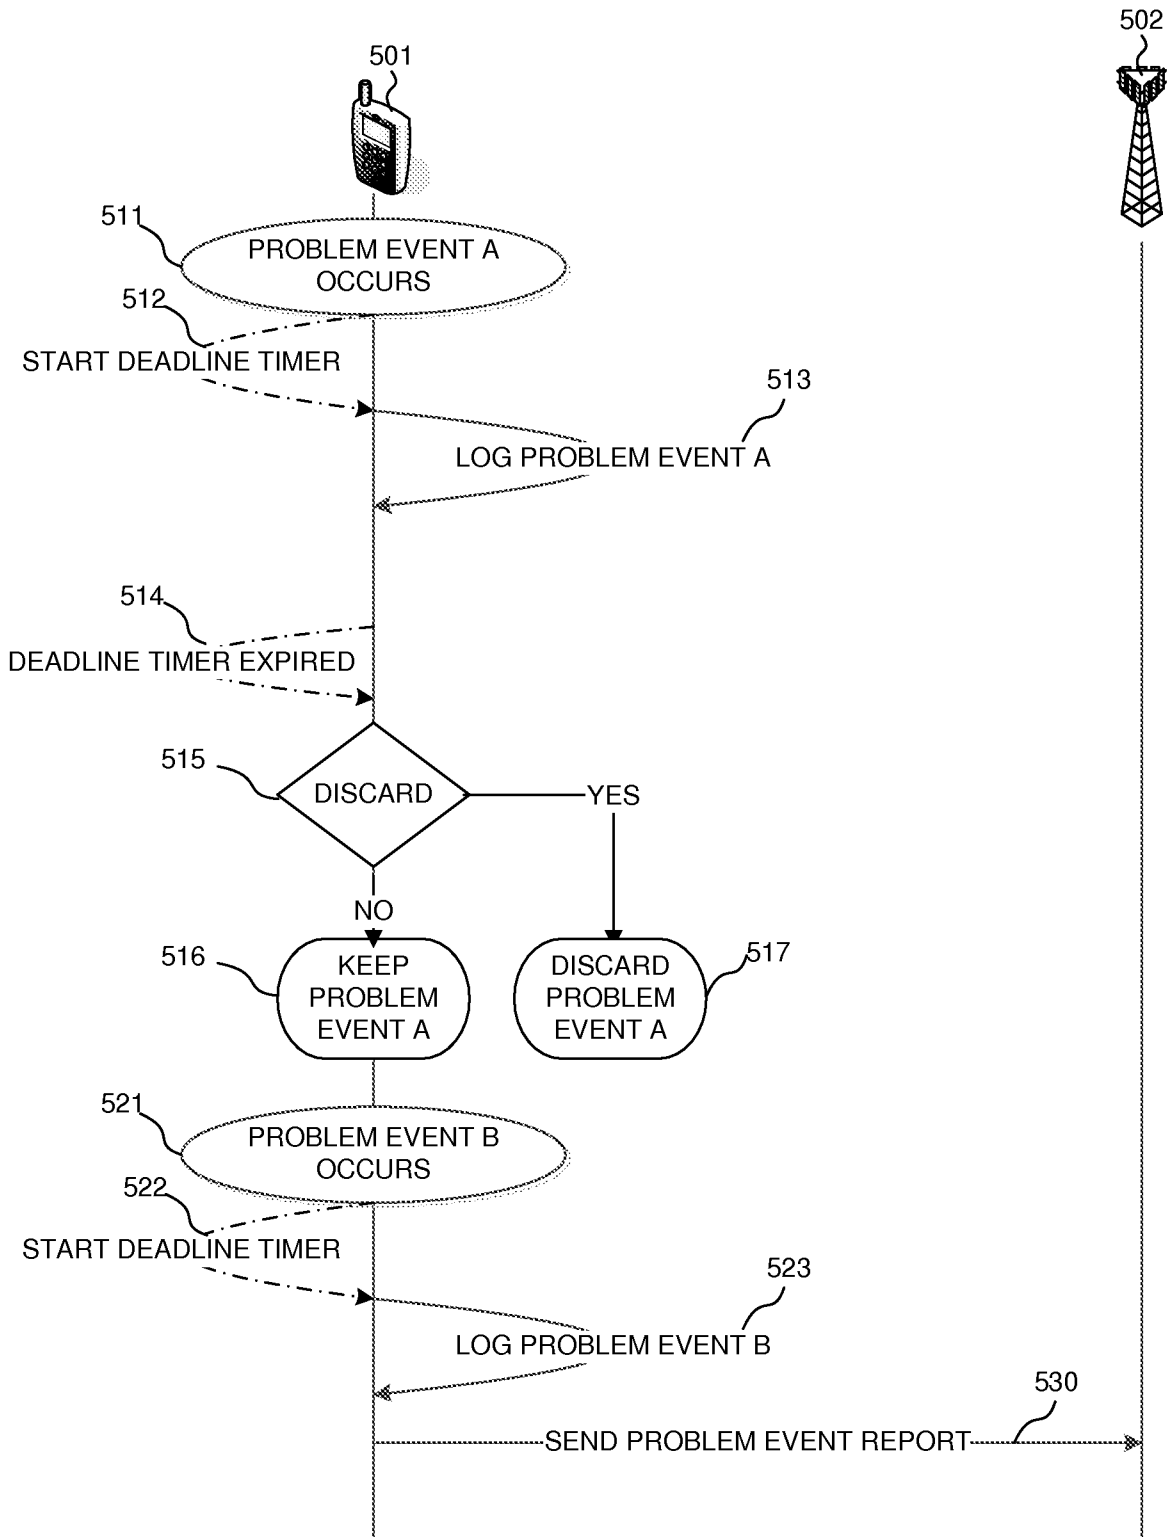 502
501
511
PROBLEM EVENT A
OCCURS
512
START DEADLINE TIMER
513
LOG PROBLEM EVENT A
514
DEADLINE TIMER EXPIRED
515
DISCARD
YES
NO
516
KEEP
PROBLEM
EVENT A
DISCARD
PROBLEM
EVENT A
517
521
PROBLEM EVENT B
OCCURS
522
START DEADLINE TIMER
523
LOG PROBLEM EVENT B
530
SEND PROBLEM EVENT REPORT